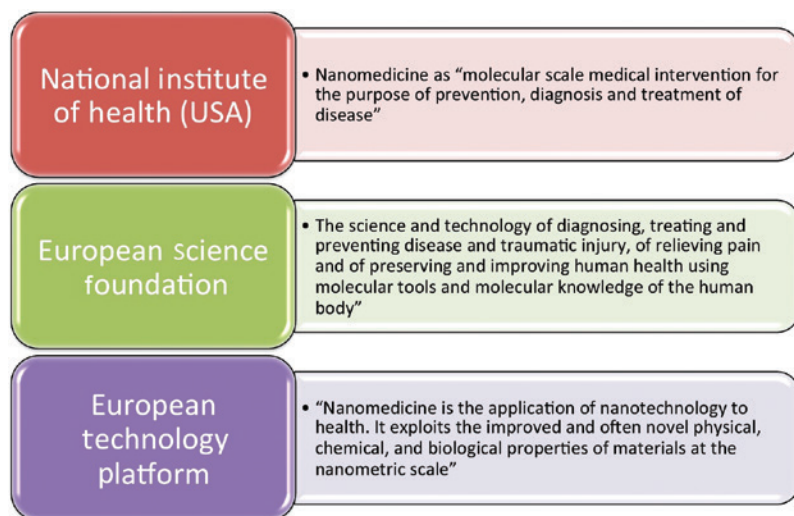 National institute
of health (USA)
• Nanomedicine as “molecular scale medical intervention for
the purpose of prevention, diagnosis and treatment of
disease”
European science
foundation
• The science and technology of diagnosing, treating and
preventing disease and traumatic injury, of relieving pain
and of preserving and improving human health using
molecular tools and molecular knowledge of the human
body”
European
technology
platform
• “Nanomedicine is the application of nanotechnology to
health. It exploits the improved and often novel physical,
chemical, and biological properties of materials at the
nanometric scale”